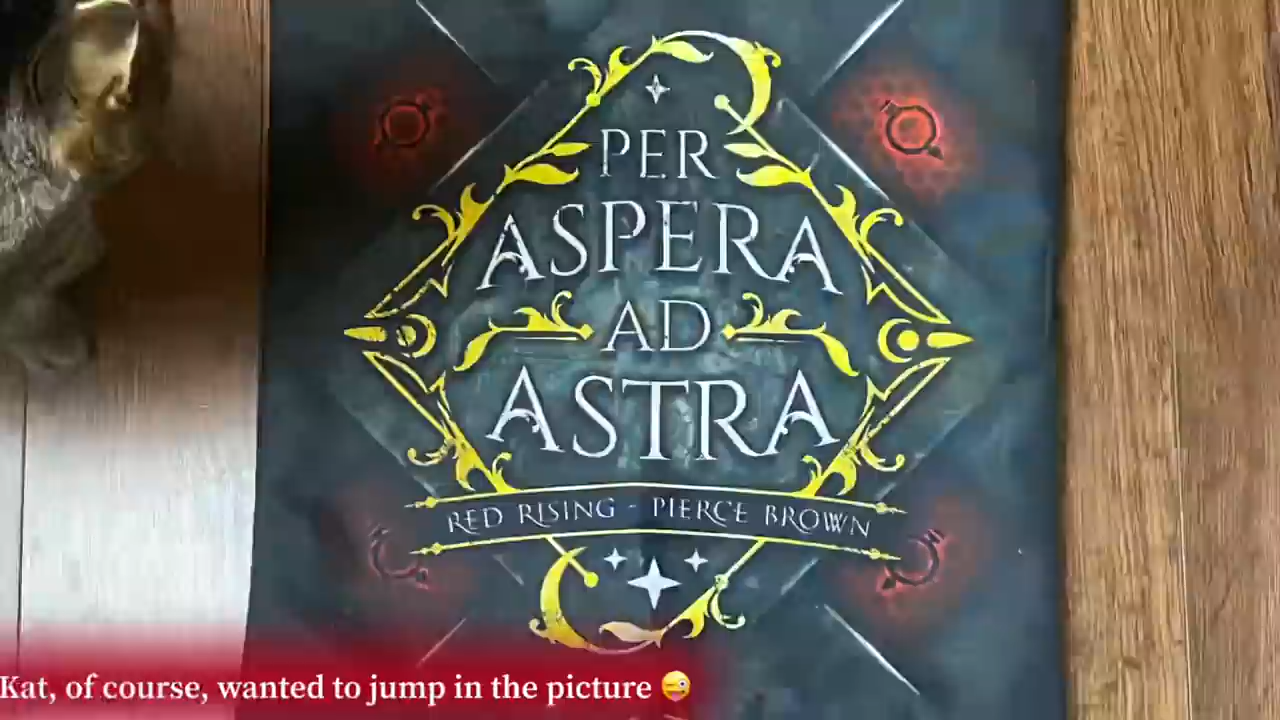 PER
ASPERA
AD
ASTRA
RED RISING - PIERCE BROWN
Kat, of course, wanted to jump in the picture 😜